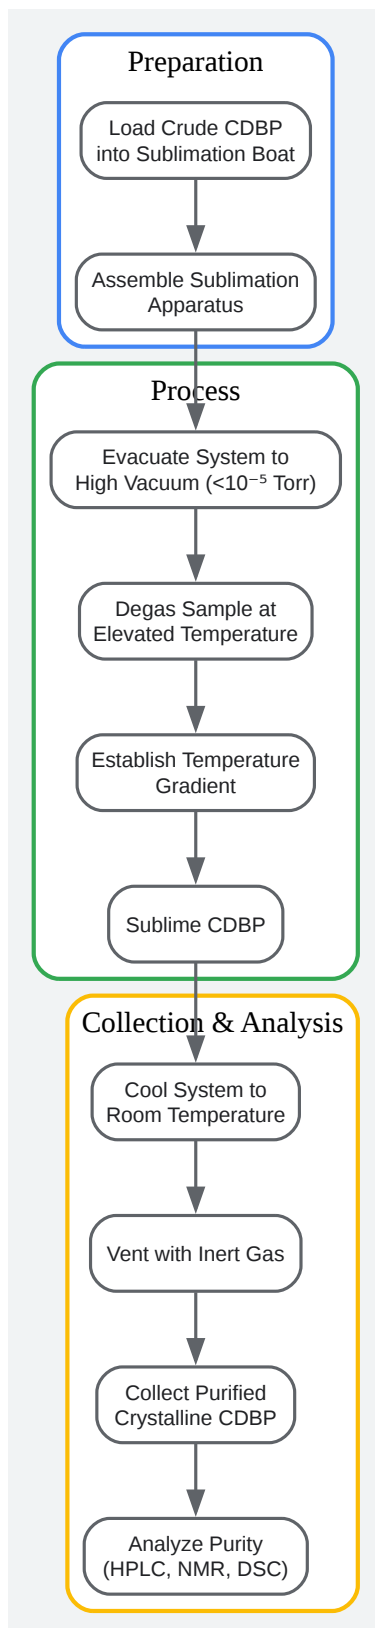 Preparation
Load Crude CDBP
into Sublimation Boat
Assemble Sublimation
Apparatus
Process
Evacuate System to
High Vacuum (<10⁻⁵ Torr)
Degas Sample at
Elevated Temperature
Establish Temperature
Gradient
Sublime CDBP
Collection & Analysis
Cool System to
Room Temperature
Vent with Inert Gas
Collect Purified
Crystalline CDBP
Analyze Purity
(HPLC, NMR, DSC)